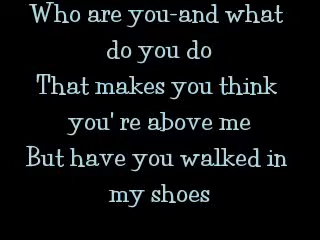 Who are you-and what
do you do
That makes you think
you' re above me
But have you walked in
my shoes